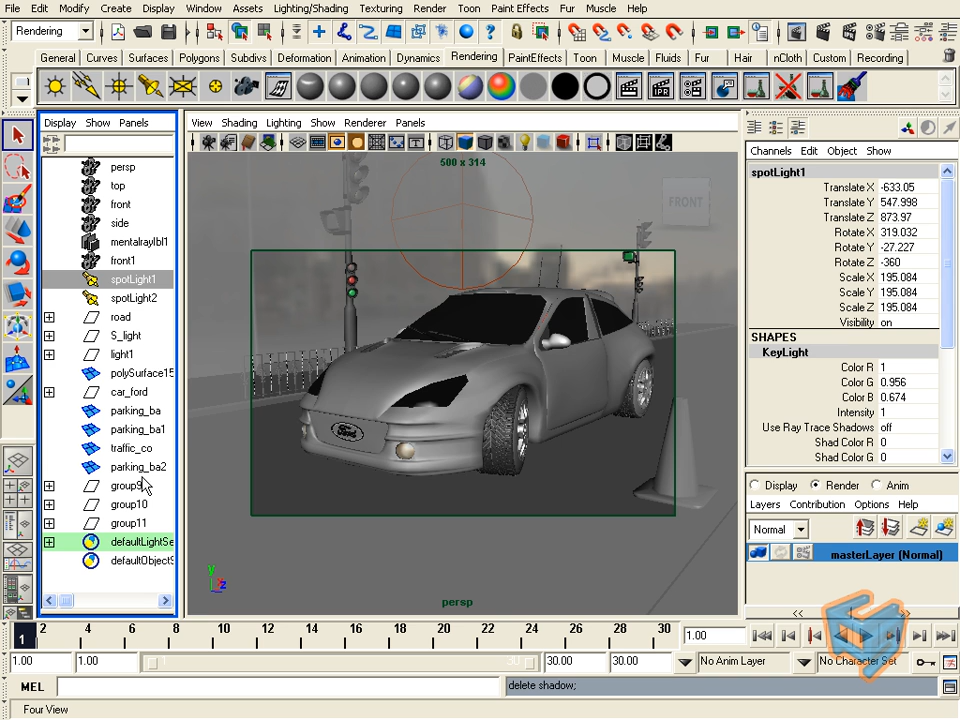 File Edit Modify Create Display Window Assets Lighting/Shading Texturing Render Toon Paint Effects Fur Muscle Help
Rendering
General Curves Surfaces Polygons Subdivs Deformation Animation Dynamics Rendering PaintEffects Toon Muscle Fluids Fur Hair nCloth Custom Recording
Display Show Panels
View Shading Lighting Show Renderer Panels
Channels Edit Object Show
500 x 314
FRONT
persp
top
front
side
mentalraylbl1
front1
spotLight1
spotLight2
road
S_light
light1
polySurface15
car_ford
parking_ba
parking_ba1
traffic_co
parking_ba2
group9
group10
group11
defaultLightSe
defaultObjectS
Ford
y
z
persp
spotLight1
Translate X -633.05
Translate Y 547.998
Translate Z 873.97
Rotate X 319.032
Rotate Y -27.227
Rotate Z -360
Scale X 195.084
Scale Y 195.084
Scale Z 195.084
Visibility on
SHAPES
KeyLight
Color R 1
Color G 0.956
Color B 0.674
Intensity 1
Use Ray Trace Shadows off
Shad Color R 0
Shad Color G 0
Display Render Anim
Layers Contribution Options Help
Normal
masterLayer (Normal)
1 2 4 6 8 10 12 14 16 18 20 22 24 26 28 30 1.00
1.00 1.00 30 30.00 30.00 No Anim Layer No Character Set
MEL delete shadow;
Four View